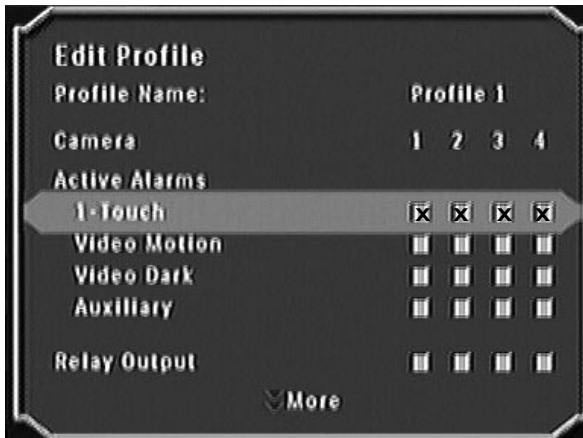 Edit Profile
Profile Name: Profile 1
Camera 1 2 3 4
Active Alarms
1-Touch X X X X
Video Motion
Video Dark
Auxiliary
Relay Output
More